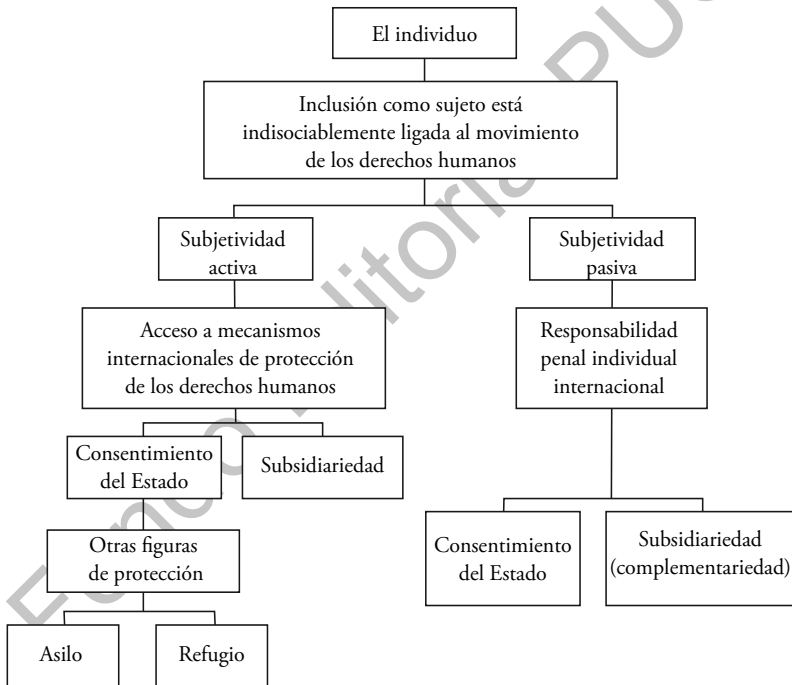 El individuo
Inclusión como sujeto está
indisociablemente ligada al movimiento
de los derechos humanos
Subjetividad
activa
Subjetividad
pasiva
Acceso a mecanismos
internacionales de protección
de los derechos humanos
Responsabilidad
penal individual
internacional
Consentimiento
del Estado
Subsidiariedad
Otras figuras
de protección
Consentimiento
del Estado
Subsidiariedad
(complementariedad)
Asilo
Refugio